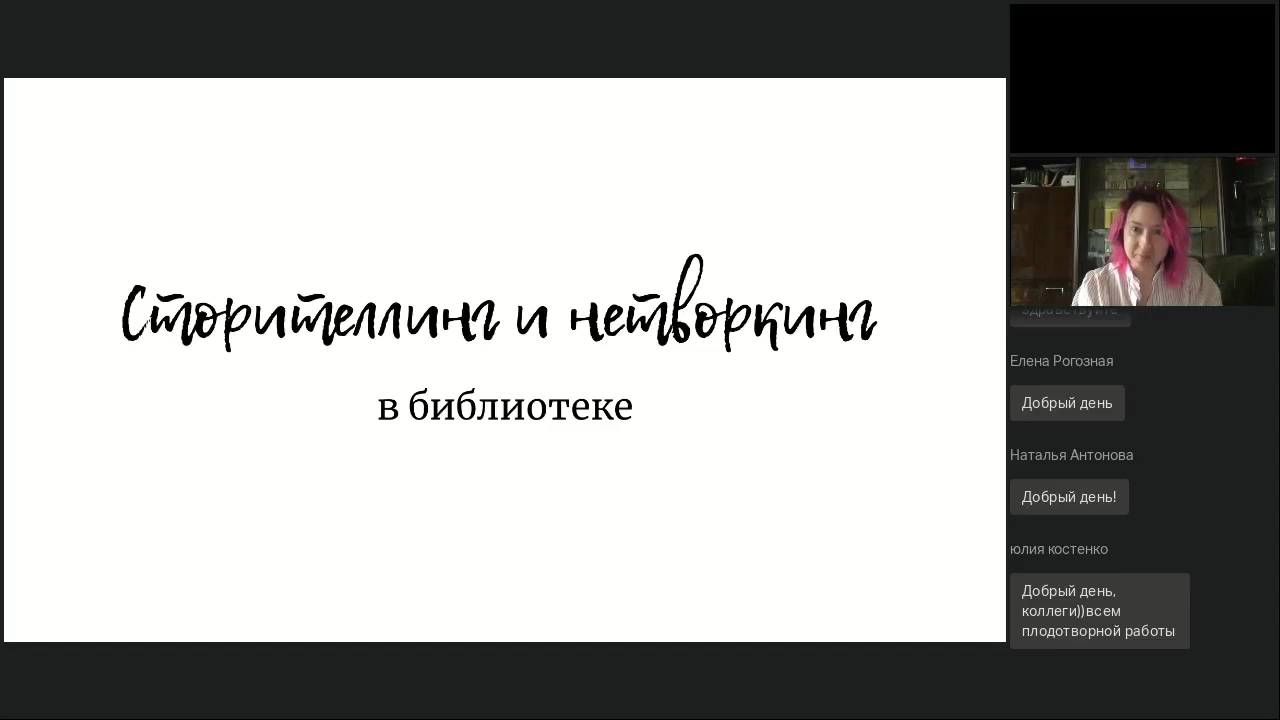 Сторителлинг и нетворкинг
в библиотеке
здравствуйте
Елена Рогозная
Добрый день
Наталья Антонова
Добрый день!
юлия костенко
Добрый день,
коллеги))всем
плодотворной работы